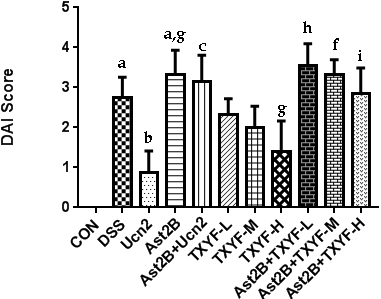 5
4
3
2
1
0
DAI Score
a
b
a,g
c
g
h
f
i
CON
DSS
Ucn2
Ast2B
Ast2B+Ucn2
TXYF-L
TXYF-M
TXYF-H
Ast2B+TXYF-L
Ast2B+TXYF-M
Ast2B+TXYF-H